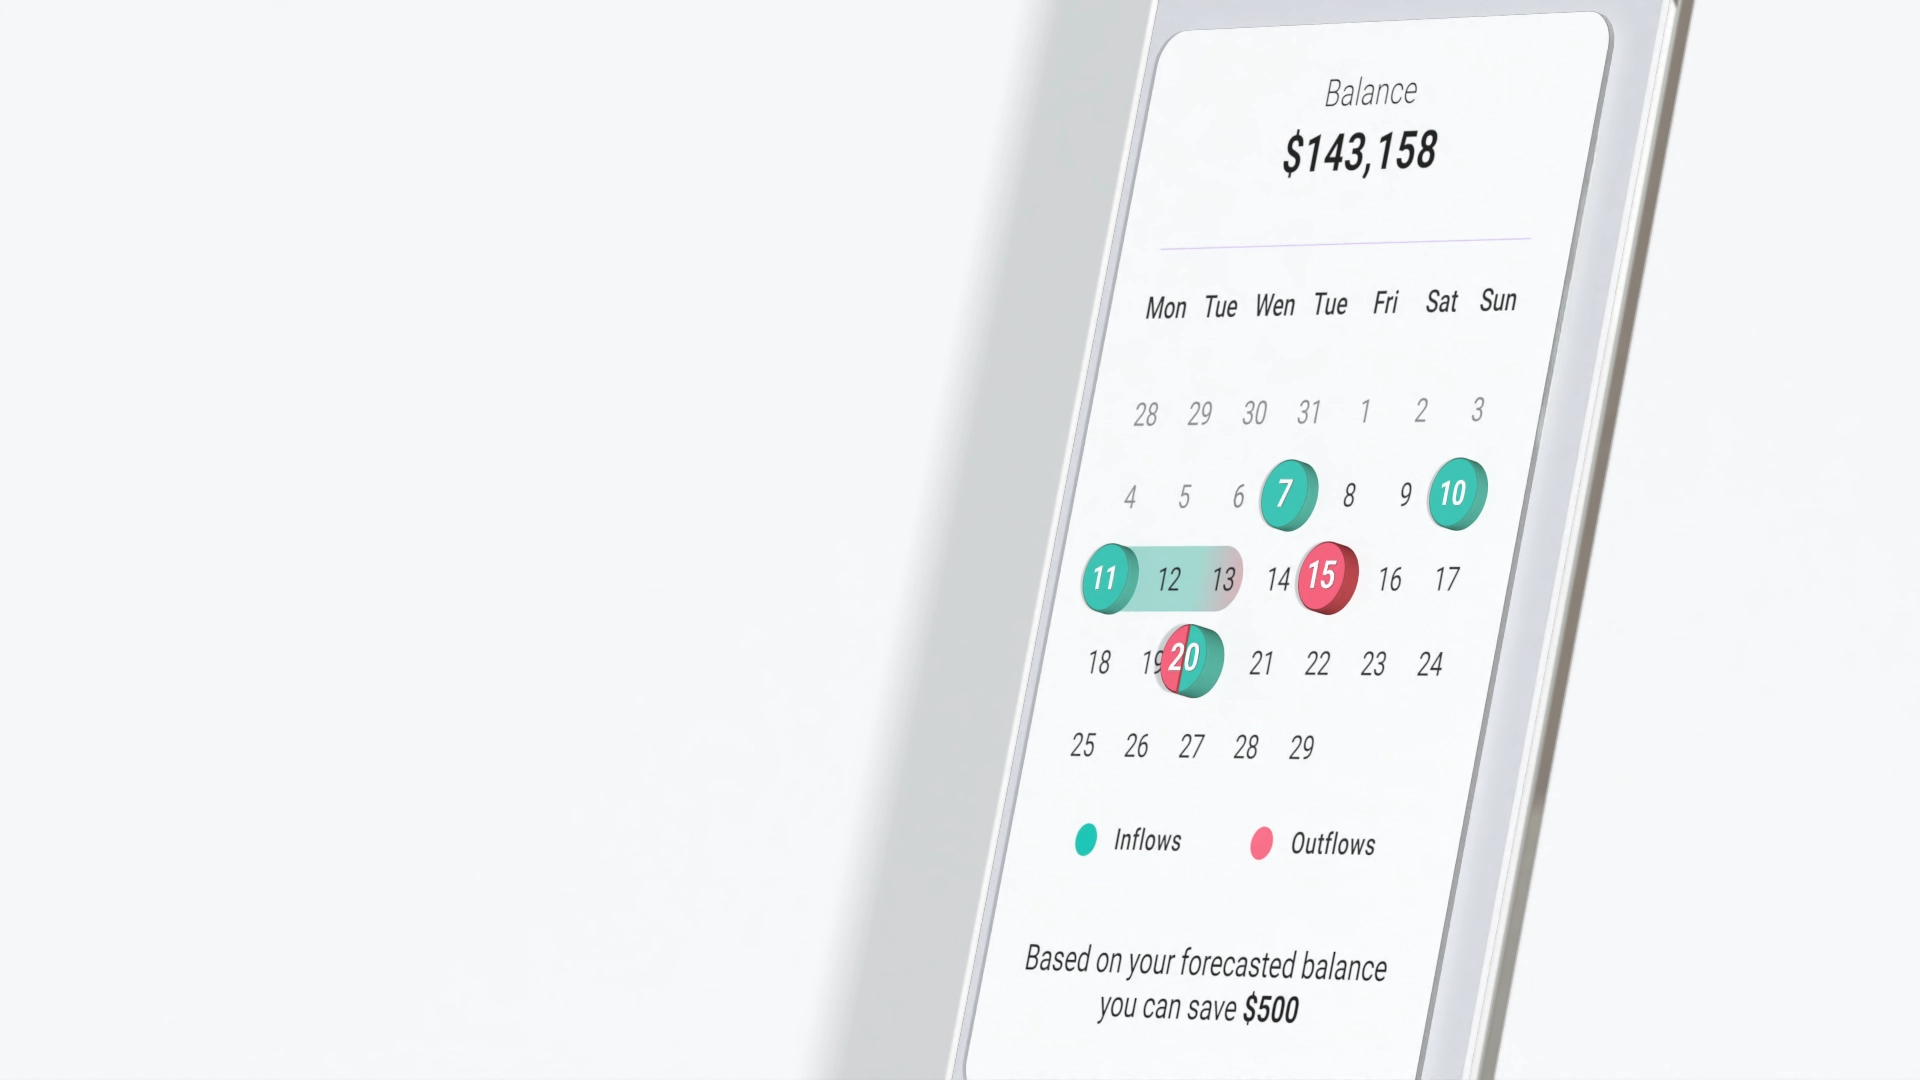 Balance
$143,158
Mon Tue Wen Tue Fri Sat Sun
28 29 30 31 1 2 3
4 5 6 7 8 9 10
11 12 13 14 15 16 17
18 19 20 21 22 23 24
25 26 27 28 29
Inflows Outflows
Based on your forecasted balance
you can save $500